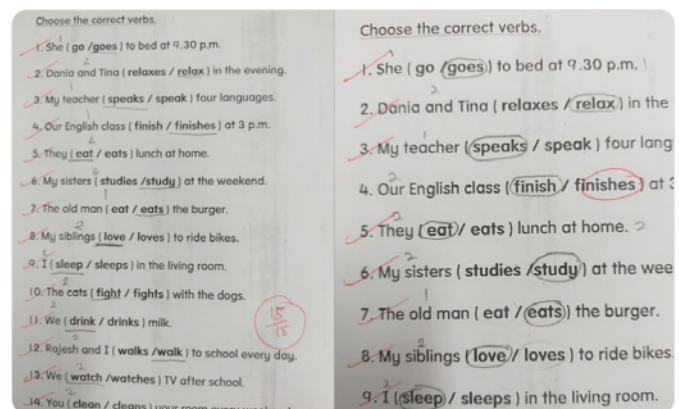 Choose the correct verbs.
1. She ( go /goes ) to bed at 9.30 p.m.
2. Dania and Tina ( relaxes / relax ) in the evening.
3. My teacher ( speaks / speak ) four languages.
4. Our English class ( finish / finishes ) at 3 p.m.
5. They ( eat / eats ) lunch at home.
6. My sisters ( studies /study ) at the weekend.
7. The old man ( eat / eats ) the burger.
8. My siblings ( love / loves ) to ride bikes.
9. I ( sleep / sleeps ) in the living room.
10. The cats ( fight / fights ) with the dogs.
11. We ( drink / drinks ) milk.
15
15
12. Rajesh and I ( walks /walk ) to school every day.
13. We ( watch /watches ) TV after school.
14. You ( clean / cleans ) your room every
Choose the correct verbs.
1. She ( go /goes ) to bed at 9.30 p.m.
2. Dania and Tina ( relaxes / relax ) in the
3. My teacher ( speaks / speak ) four lang
4. Our English class ( finish / finishes ) at 3
5. They ( eat / eats ) lunch at home. 2
6. My sisters ( studies /study ) at the wee
7. The old man ( eat / eats ) the burger.
8. My siblings ( love / loves ) to ride bikes.
9. I ( sleep / sleeps ) in the living room.